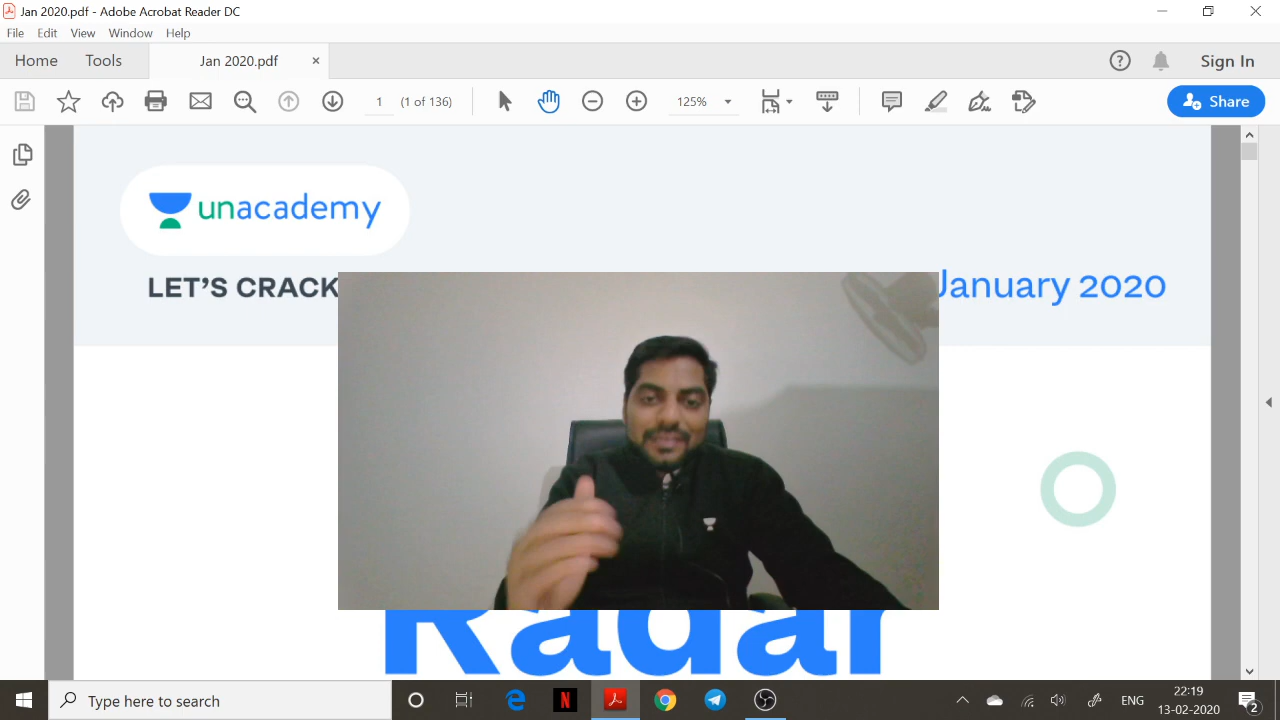 Jan 2020.pdf - Adobe Acrobat Reader DC
File Edit View Window Help
Home Tools Jan 2020.pdf × Sign In
1 (1 of 136) 125% Share
unacademy
LET'S CRACK
January 2020
Radar
Type here to search
ENG
22:19
13-02-2020
2